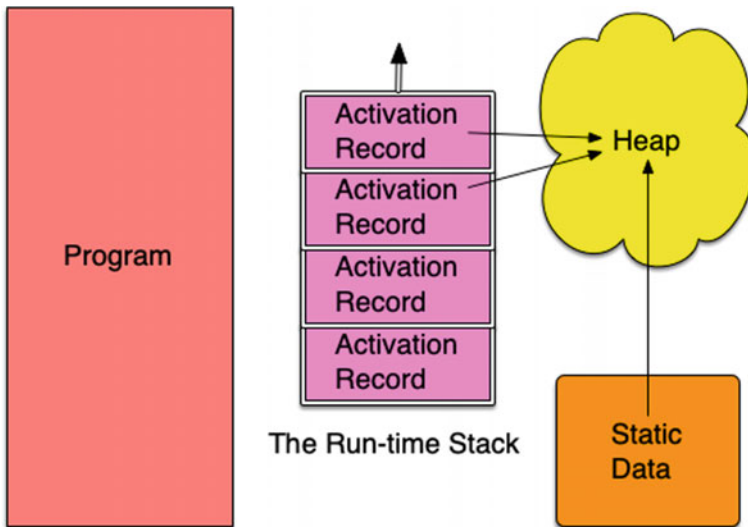 Program
Activation
Record
Activation
Record
Activation
Record
Activation
Record
The Run-time Stack
Heap
Static
Data